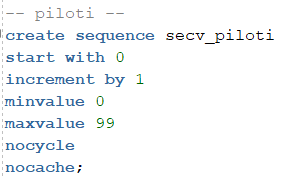 -- piloti --
create sequence secv_piloti
start with 0
increment by 1
minvalue 0
maxvalue 99
nocycle
nocache;